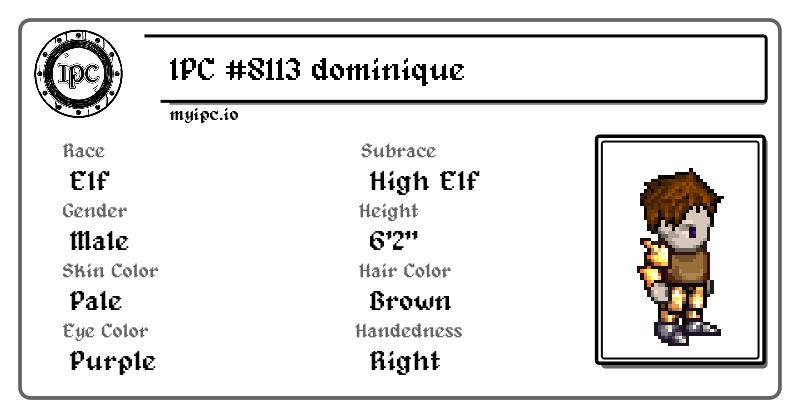 IPC
IPC #8113 dominique
myipc.io
Race
Elf
Subrace
High Elf
Gender
Male
Height
6'2"
Skin Color
Pale
Hair Color
Brown
Eye Color
Purple
Handedness
Right